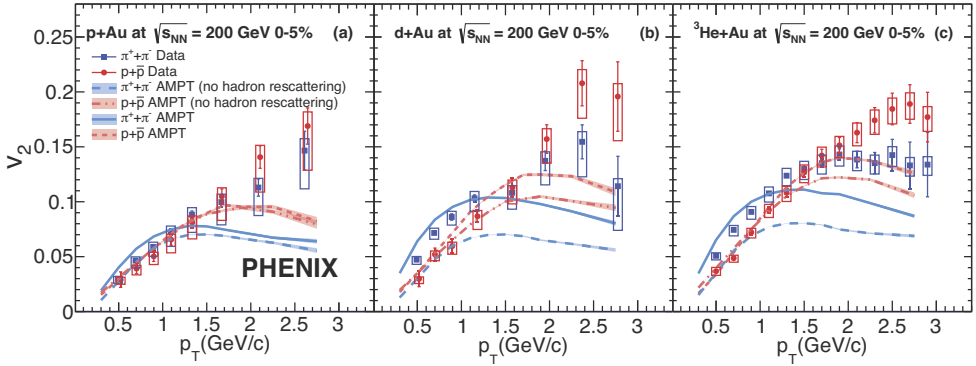 p+Au at √sNN = 200 GeV 0-5% (a)
π++π- Data
p+p̅ Data
π++π- AMPT (no hadron rescattering)
p+p̅ AMPT (no hadron rescattering)
π++π- AMPT
p+p̅ AMPT
PHENIX
d+Au at √sNN = 200 GeV 0-5% (b)
³He+Au at √sNN = 200 GeV 0-5% (c)
v2
0.25
0.2
0.15
0.1
0.05
0
0.5 1 1.5 2 2.5 3
0.5 1 1.5 2 2.5 3
0.5 1 1.5 2 2.5 3
pT(GeV/c)
pT(GeV/c)
pT(GeV/c)